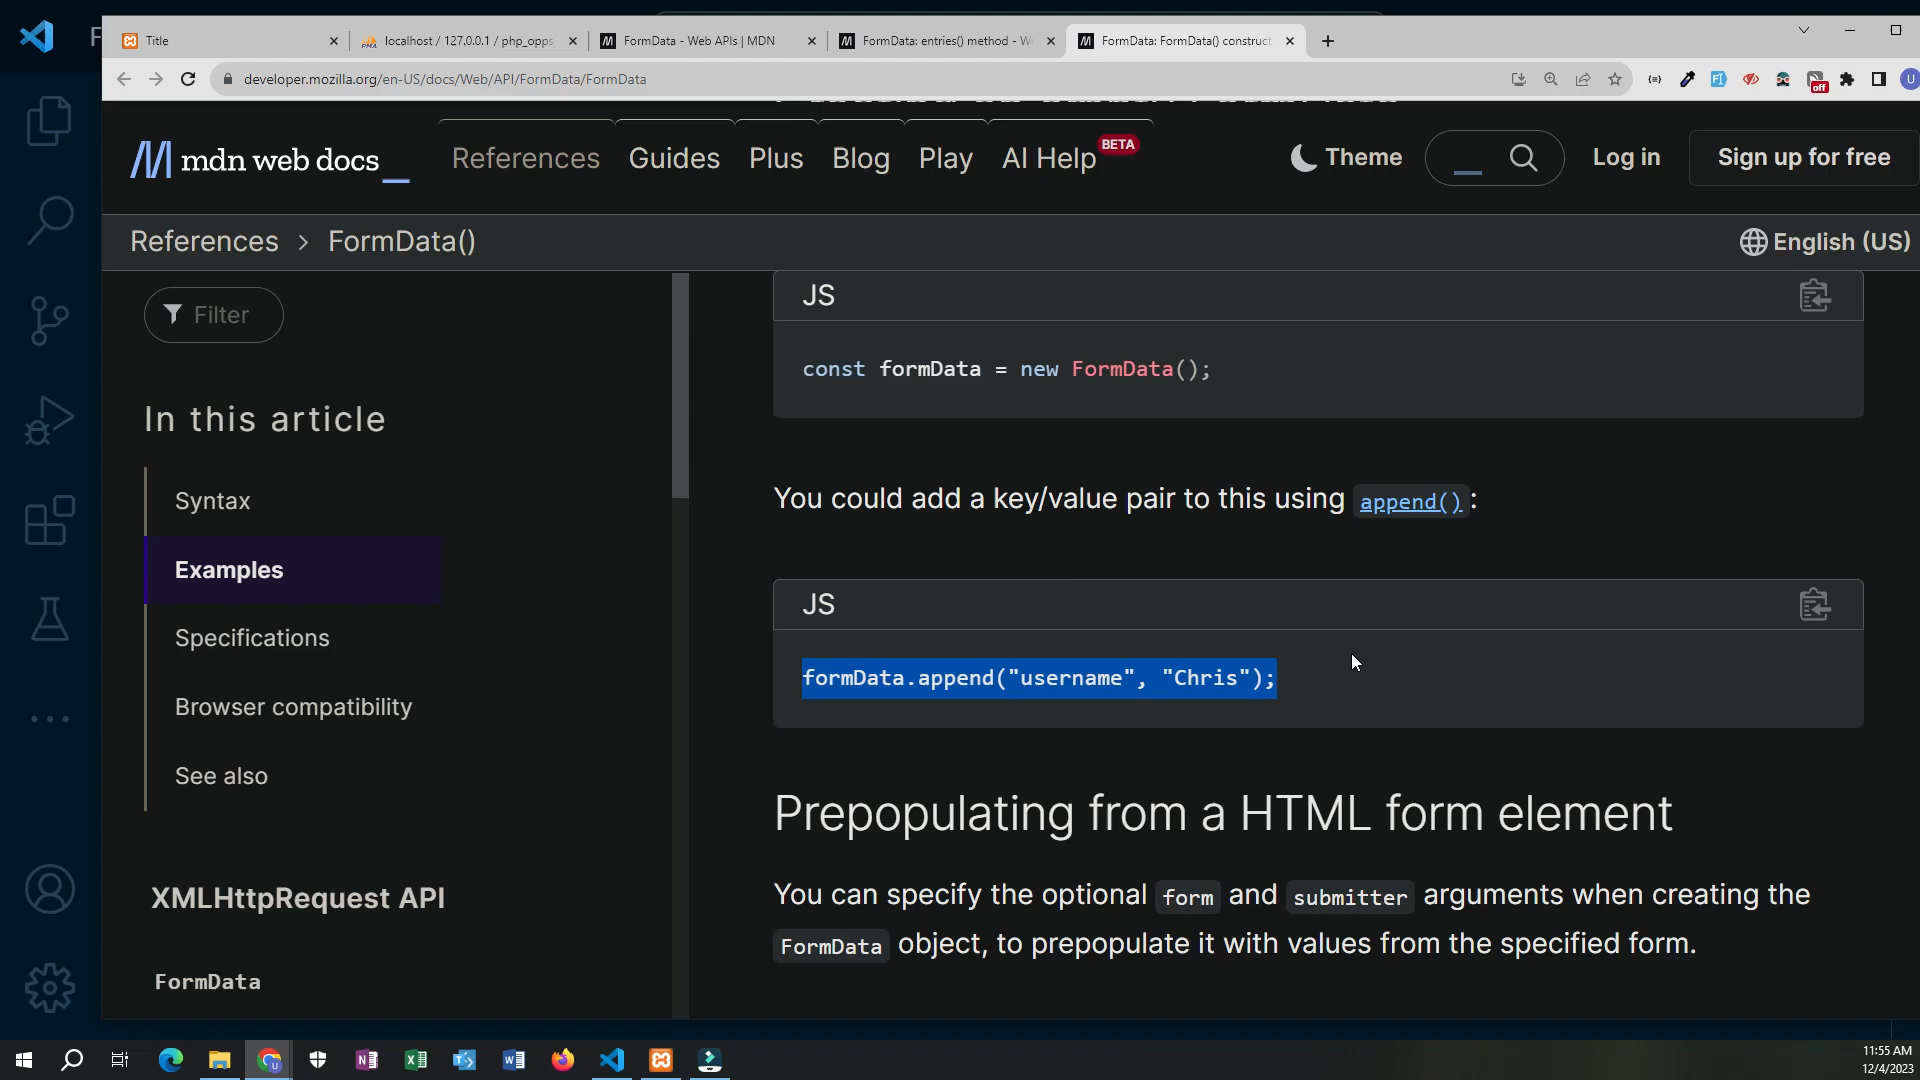 Title
localhost / 127.0.0.1 / php_opps
FormData - Web APIs | MDN
FormData: entries() method - W
FormData: FormData() construct
developer.mozilla.org/en-US/docs/Web/API/FormData/FormData
off
U
mdn web docs_
References
Guides
Plus
Blog
Play
AI Help
BETA
Theme
Log in
Sign up for free
References > FormData()
English (US)
Filter
In this article
Syntax
Examples
Specifications
Browser compatibility
See also
XMLHttpRequest API
FormData
JS
const formData = new FormData();
You could add a key/value pair to this using append():
JS
formData.append("username", "Chris");
Prepopulating from a HTML form element
You can specify the optional form and submitter arguments when creating the
FormData object, to prepopulate it with values from the specified form.
11:55 AM
12/4/2023